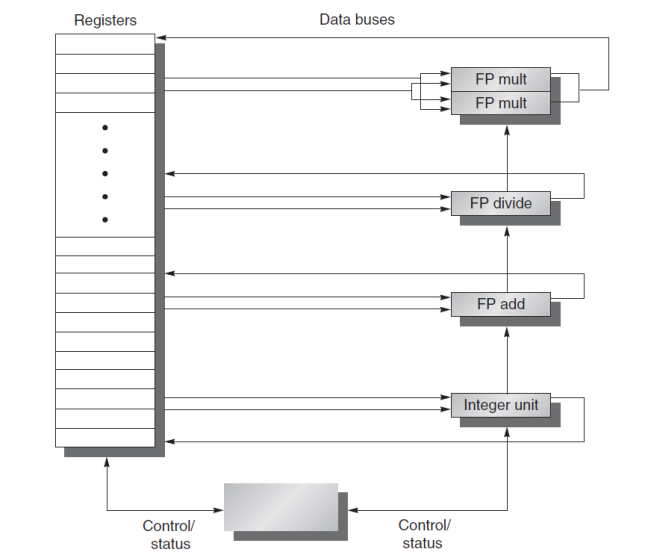 Registers
Data buses
FP mult
FP mult
FP divide
FP add
Integer unit
Control/
status
Control/
status